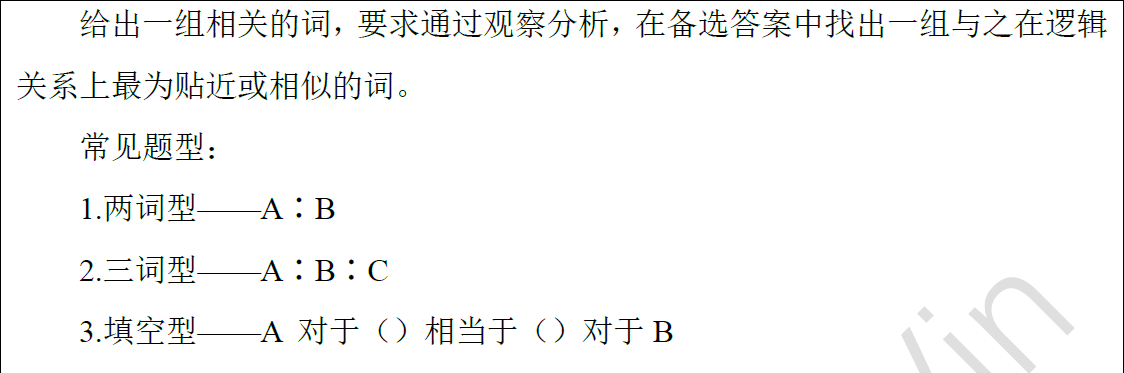 给出一组相关的词，要求通过观察分析，在备选答案中找出一组与之在逻辑
关系上最为贴近或相似的词。
常见题型：
1.两词型——A∶B
2.三词型——A∶B∶C
3.填空型——A 对于（）相当于（）对于 B